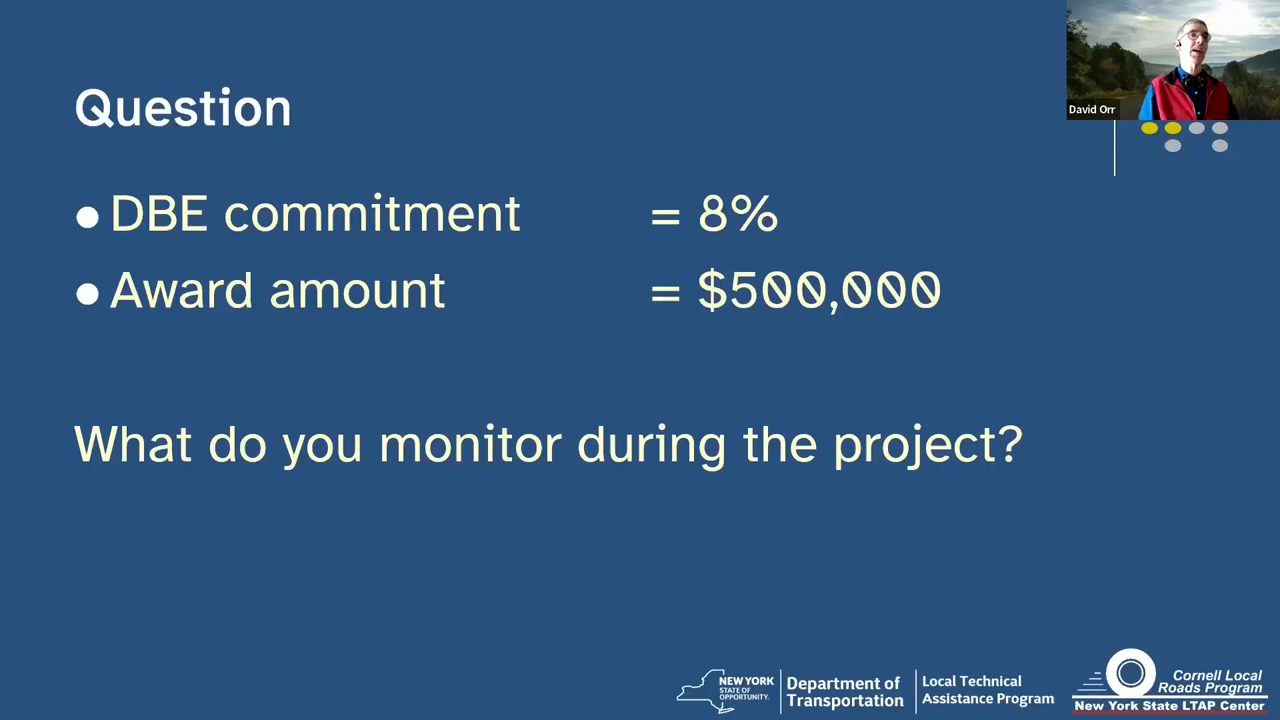 David Orr
Question
● DBE commitment = 8%
● Award amount = $500,000
What do you monitor during the project?
NEW YORK
STATE OF
OPPORTUNITY.
Department of
Transportation
Local Technical
Assistance Program
Cornell Local
Roads Program
New York State LTAP Center